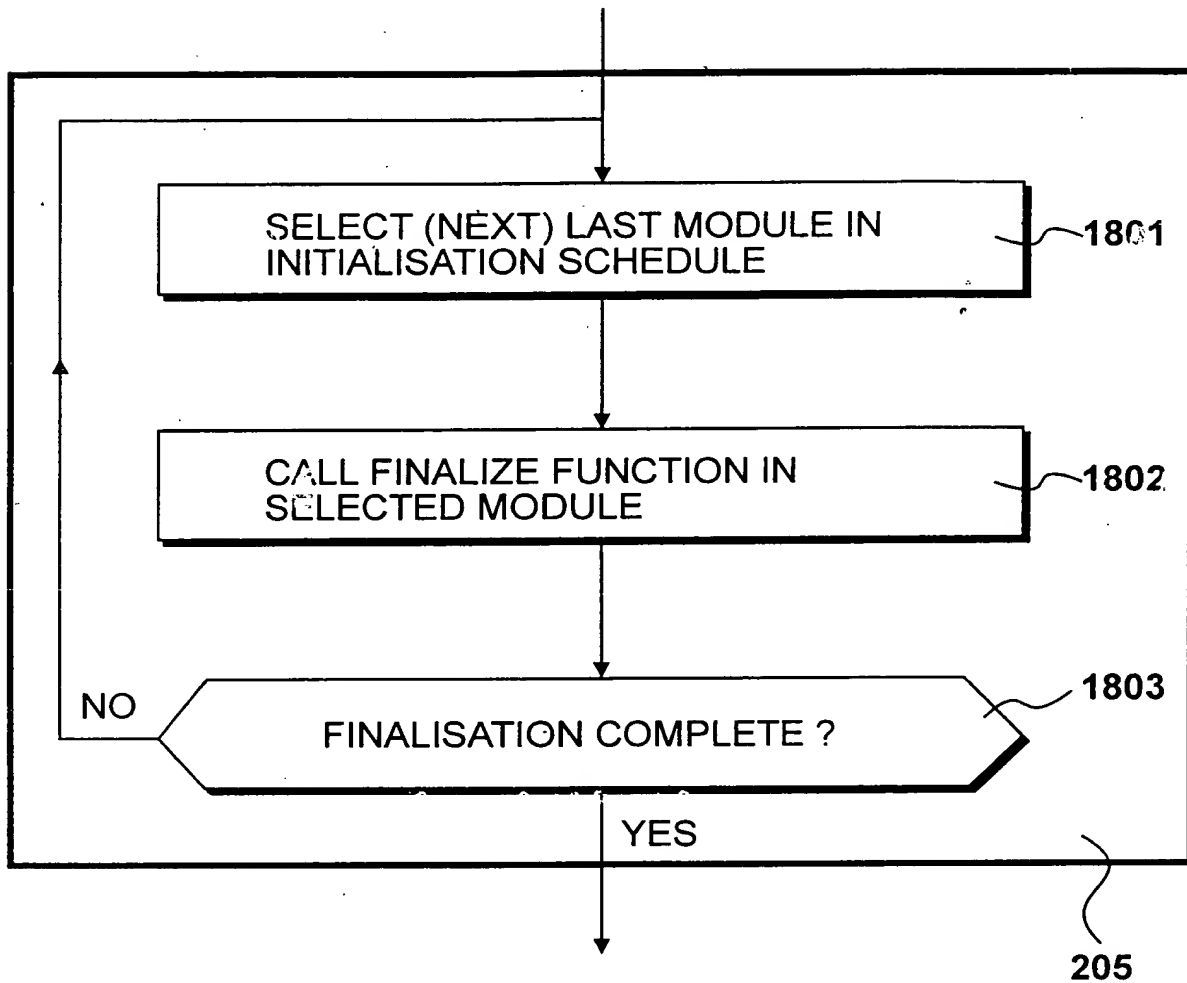 SELECT (NEXT) LAST MODULE IN
INITIALISATION SCHEDULE
1801
CALL FINALIZE FUNCTION IN
SELECTED MODULE
1802
1803
NO
FINALISATION COMPLETE ?
YES
205